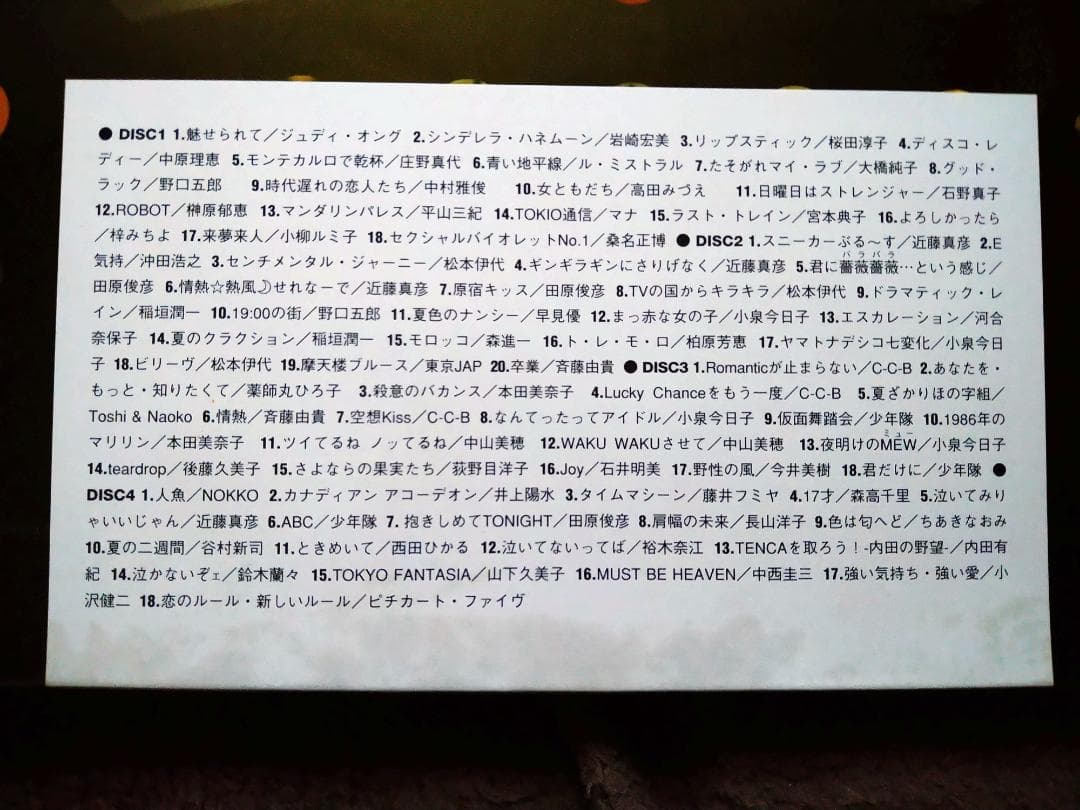 ● DISC1 1.魅せられて／ジュディ・オング 2.シンデレラ・ハネムーン／岩崎宏美 3.リップスティック／桜田淳子 4.ディスコ・レ
ディー／中原理恵 5.モンテカルロで乾杯／庄野真代 6.青い地平線／ル・ミストラル 7.たそがれマイ・ラブ／大橋純子 8.グッド・
ラック／野口五郎 9.時代遅れの恋人たち／中村雅俊 10.女ともだち／高田みづえ 11.日曜日はストレンジャー／石野真子
12.ROBOT／榊原郁恵 13.マンダリンパレス／平山三紀 14.TOKIO通信／マナ 15.ラスト・トレイン／宮本典子 16.よろしかったら
／梓みちよ 17.来夢来人／小柳ルミ子 18.セクシャルバイオレットNo.1／桑名正博 ● DISC2 1.スニーカーぶる〜す／近藤真彦 2.E
気持／沖田浩之 3.センチメンタル・ジャーニー／松本伊代 4.ギンギラギンにさりげなく／近藤真彦 5.君に薔薇薔薇…という感じ／
バラバラ
田原俊彦 6.情熱☆熱風☽せれなーで／近藤真彦 7.原宿キッス／田原俊彦 8.TVの国からキラキラ／松本伊代 9.ドラマティック・レ
イン／稲垣潤一 10.19:00の街／野口五郎 11.夏色のナンシー／早見優 12.まっ赤な女の子／小泉今日子 13.エスカレーション／河合
奈保子 14.夏のクラクション／稲垣潤一 15.モロッコ／森進一 16.ト・レ・モ・ロ／柏原芳恵 17.ヤマトナデシコ七変化／小泉今日
子 18.ビリーヴ／松本伊代 19.摩天楼ブルース／東京JAP 20.卒業／斉藤由貴 ● DISC3 1.Romanticが止まらない／C-C-B 2.あなたを・
もっと・知りたくて／薬師丸ひろ子 3.殺意のバカンス／本田美奈子 4.Lucky Chanceをもう一度／C-C-B 5.夏ざかりほの字組／
Toshi & Naoko 6.情熱／斉藤由貴 7.空想Kiss／C-C-B 8.なんてったってアイドル／小泉今日子 9.仮面舞踏会／少年隊 10.1986年の
マリリン／本田美奈子 11.ツイてるね ノッてるね／中山美穂 12.WAKU WAKUさせて／中山美穂 13.夜明けのMEW／小泉今日子
ミュー
14.teardrop／後藤久美子 15.さよならの果実たち／荻野目洋子 16.Joy／石井明美 17.野性の風／今井美樹 18.君だけに／少年隊 ●
DISC4 1.人魚／NOKKO 2.カナディアン アコーデオン／井上陽水 3.タイムマシーン／藤井フミヤ 4.17才／森高千里 5.泣いてみり
ゃいいじゃん／近藤真彦 6.ABC／少年隊 7. 抱きしめてTONIGHT／田原俊彦 8.肩幅の未来／長山洋子 9.色は匂へど／ちあきなおみ
10.夏の二週間／谷村新司 11.ときめいて／西田ひかる 12.泣いてないってば／裕木奈江 13.TENCAを取ろう！-内田の野望-／内田有
紀 14.泣かないぞェ／鈴木蘭々 15.TOKYO FANTASIA／山下久美子 16.MUST BE HEAVEN／中西圭三 17.強い気持ち・強い愛／小
沢健二 18.恋のルール・新しいルール／ピチカート・ファイヴ